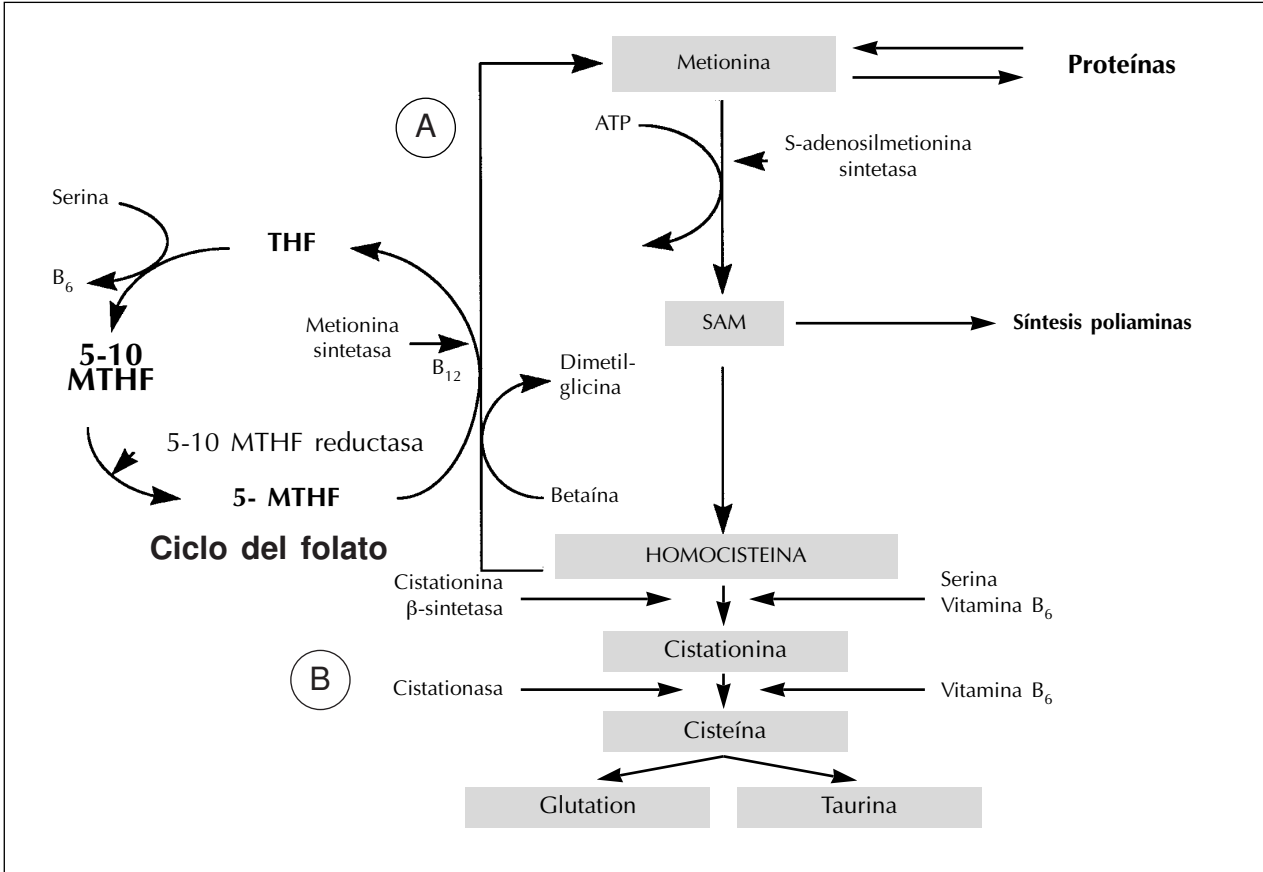 Metionina
Proteínas
A
ATP
S-adenosilmetionina
sintetasa
Serina
THF
B6
SAM
Síntesis poliaminas
Metionina
sintetasa
B12
5-10
MTHF
Dimetil-
glicina
5-10 MTHF reductasa
5- MTHF
Betaína
Ciclo del folato
HOMOCISTEINA
Cistationina
β-sintetasa
Serina
Vitamina B6
Cistationina
B
Cistationasa
Vitamina B6
Cisteína
Glutation
Taurina